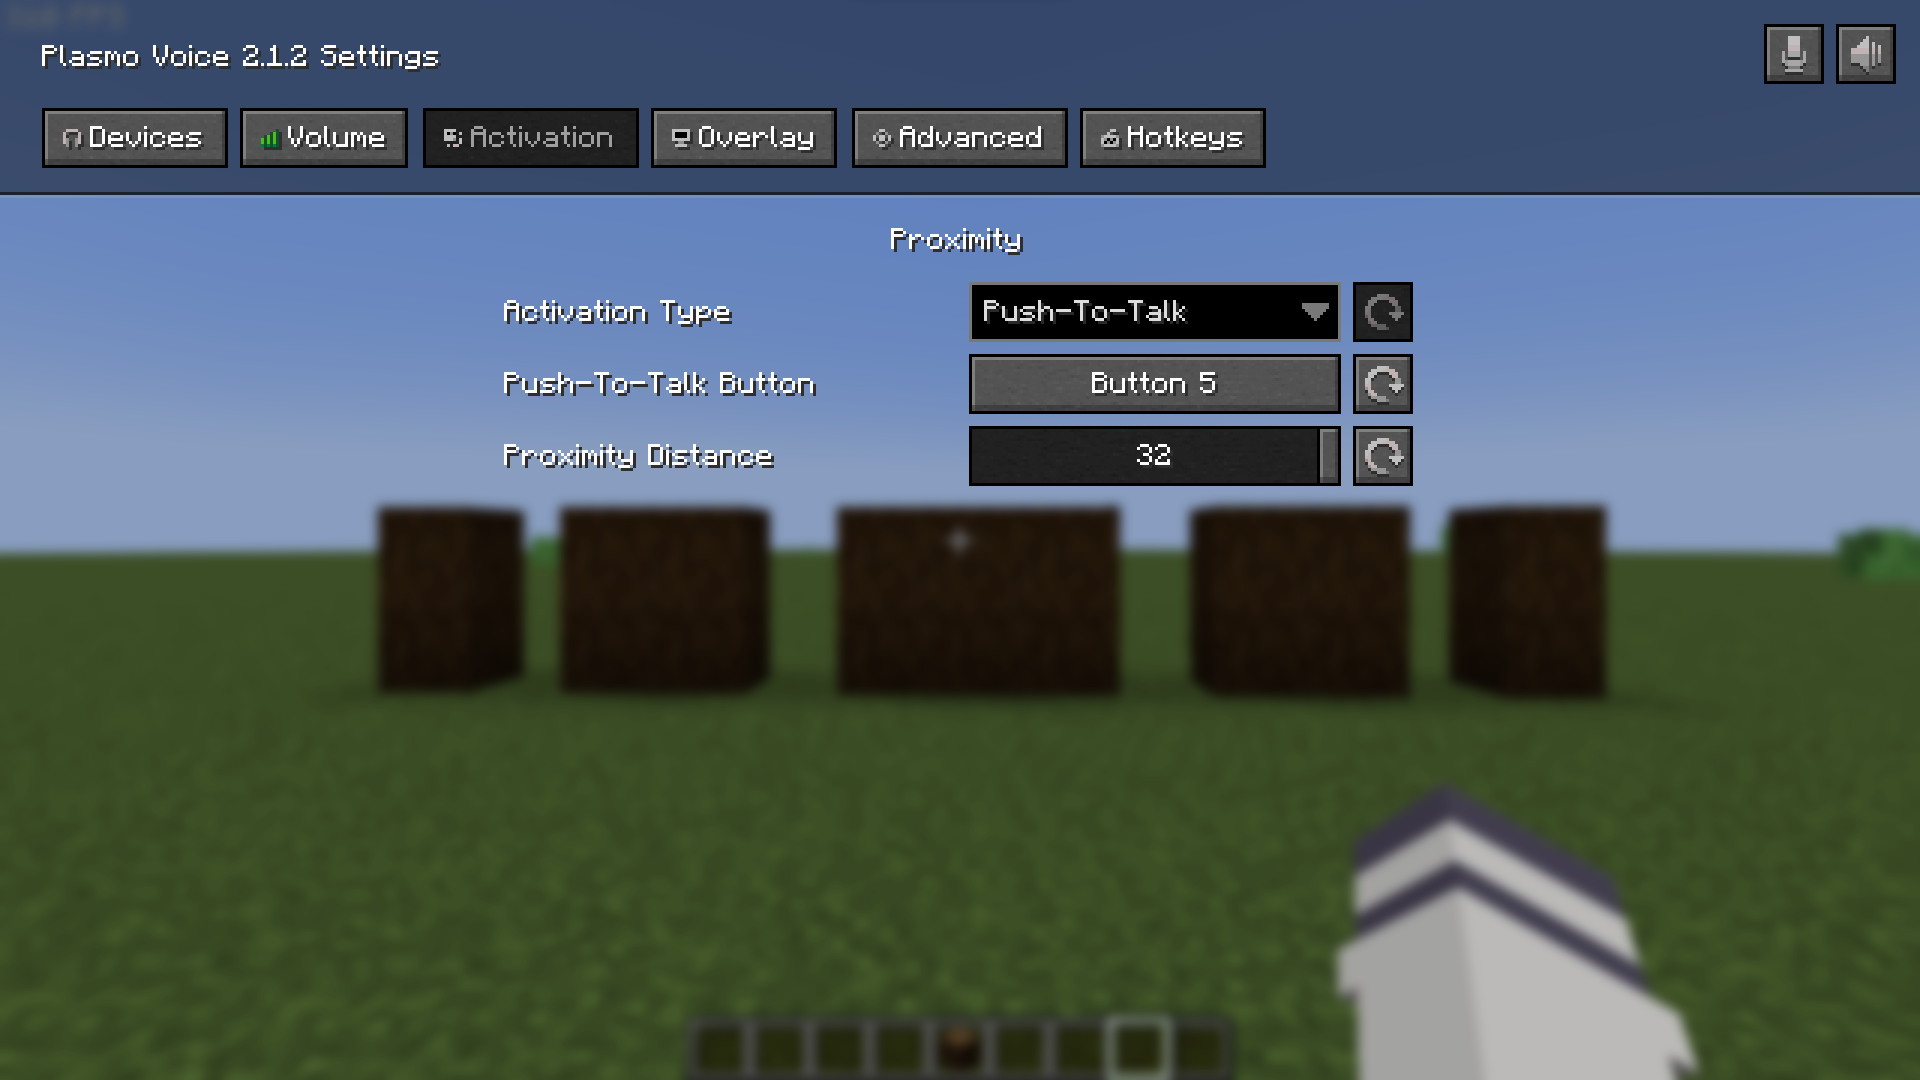 Plasmo Voice 2.1.2 Settings
Devices Volume Activation Overlay Advanced Hotkeys
Proximity
Activation Type Push-To-Talk
Push-To-Talk Button Button 5
Proximity Distance 32